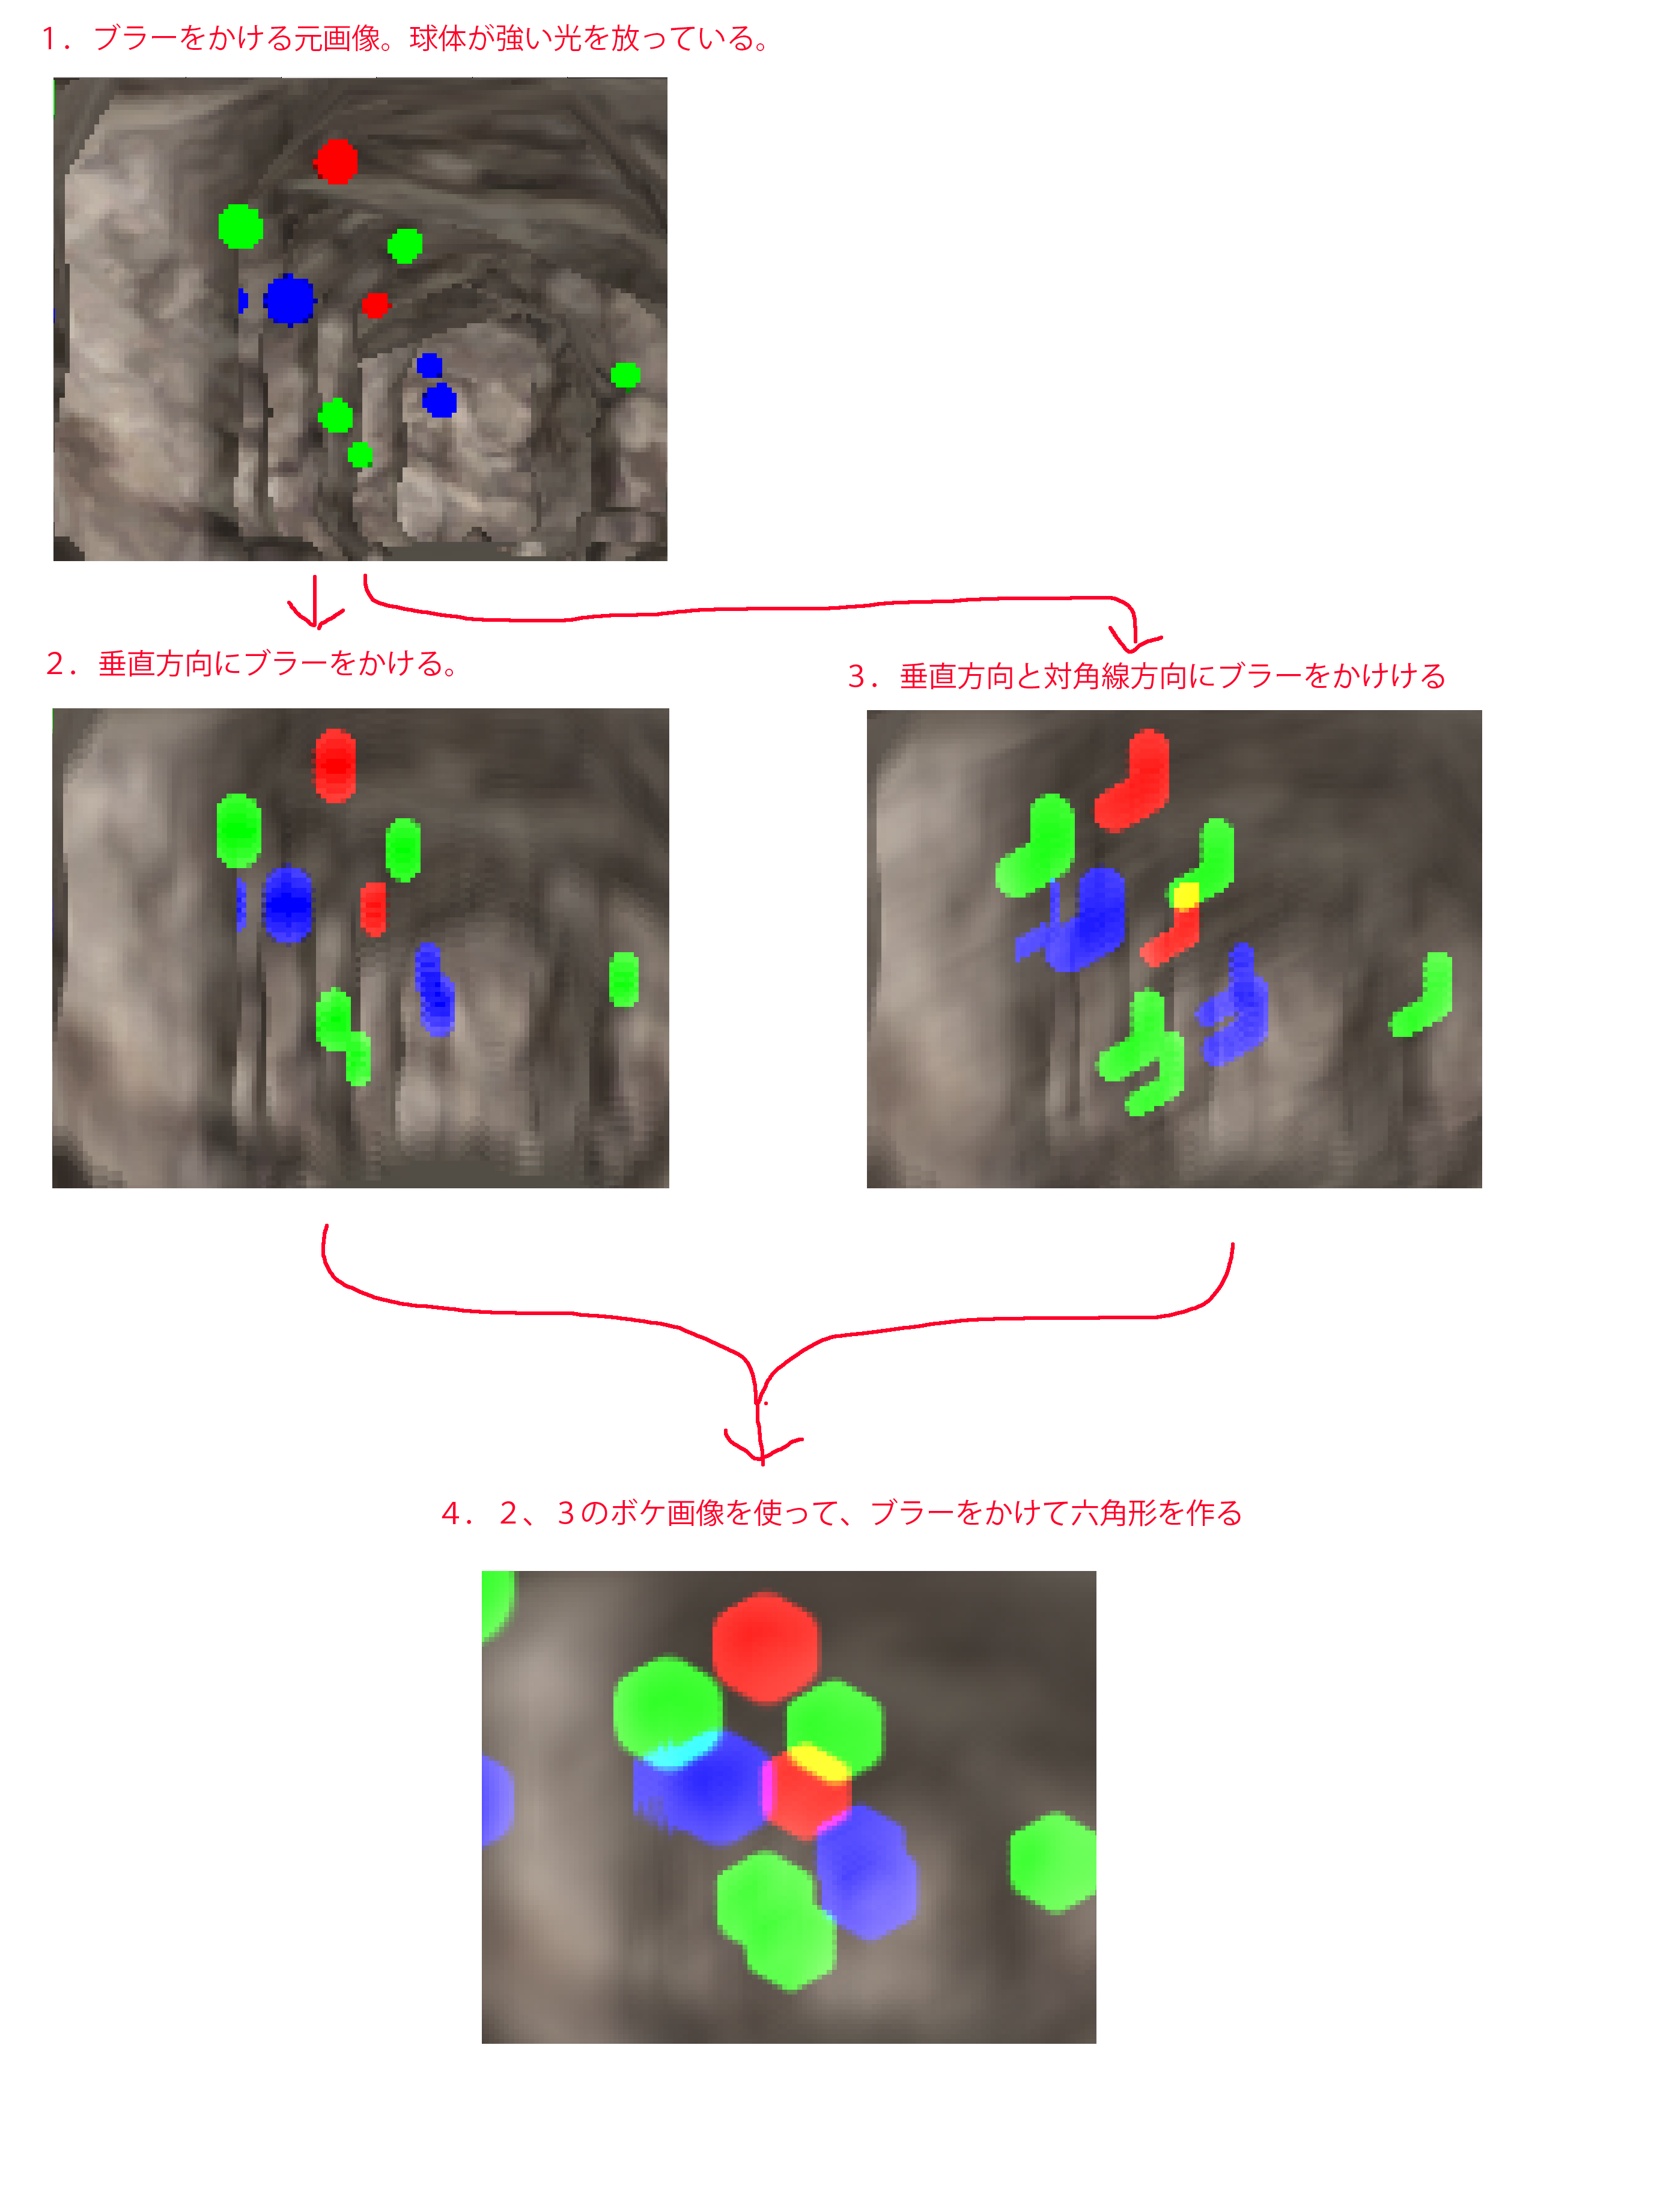 １．ブラーをかける元画像。球体が強い光を放っている。
２．垂直方向にブラーをかける。
３．垂直方向と対角線方向にブラーをかけける
４．２、３のボケ画像を使って、ブラーをかけて六角形を作る